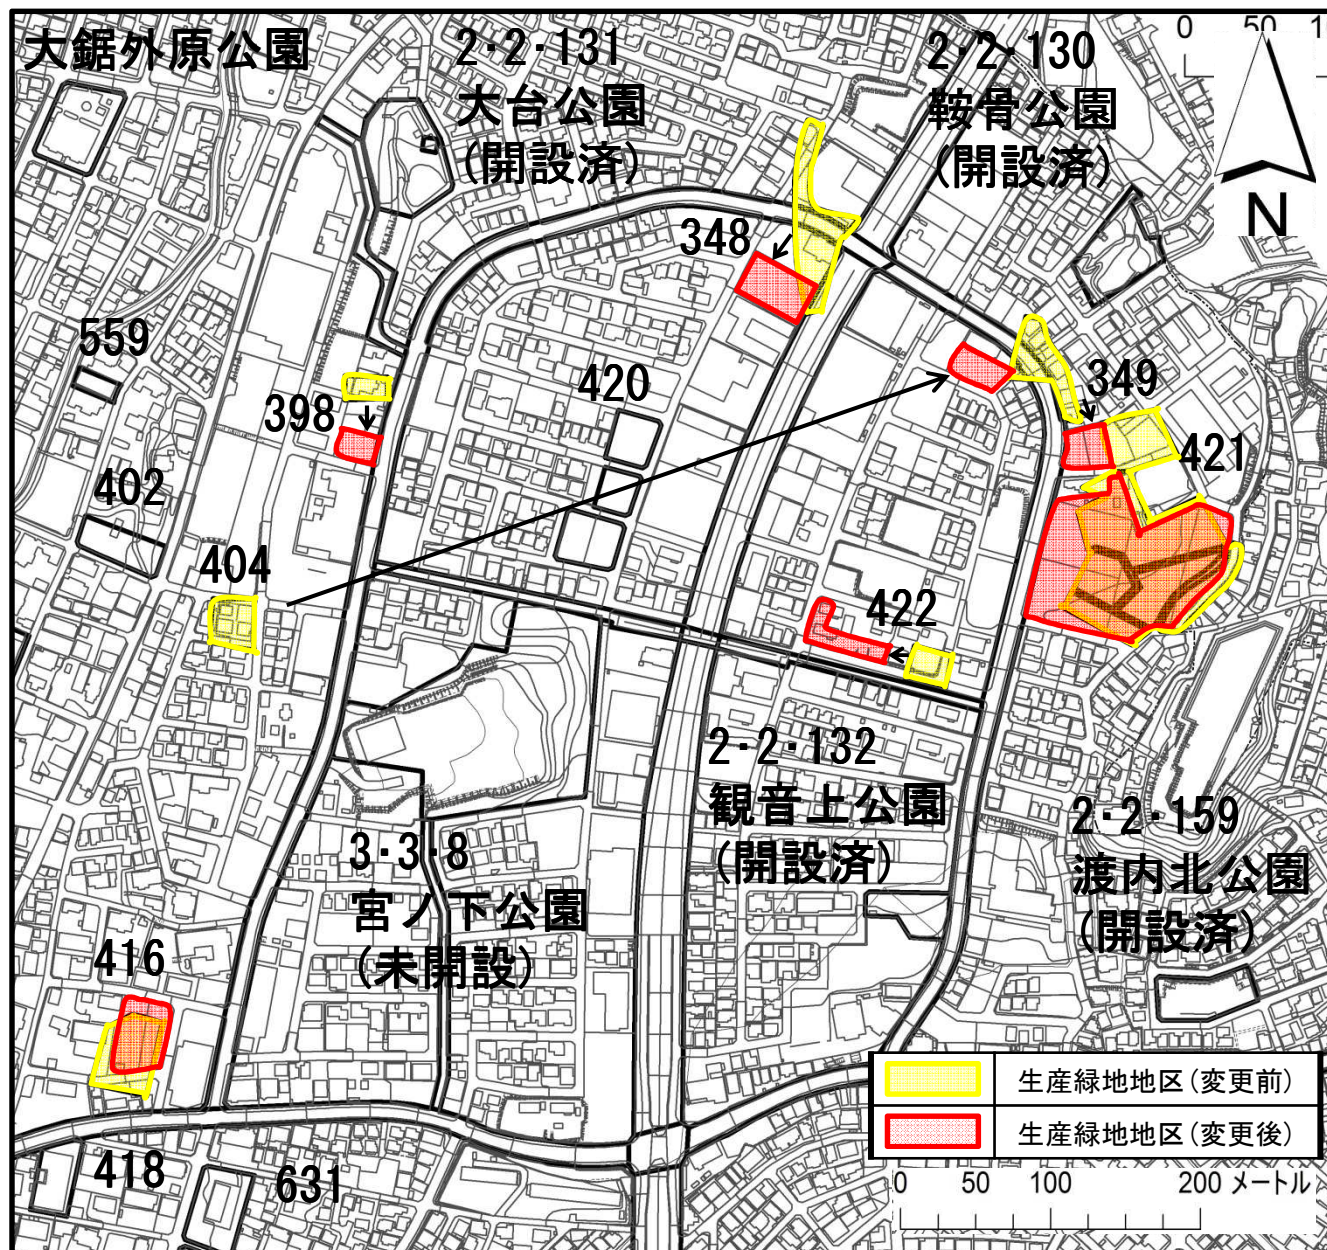 大鋸外原公園
2・2・131
大台公園
(開設済)
2・2・130
鞍骨公園
(開設済)
0 50
N
348
559
398
420
349
421
402
404
422
2・2・132
観音上公園
(開設済)
2・2・159
渡内北公園
(開設済)
3・3・8
宮ノ下公園
(未開設)
416
418
631
生産緑地地区(変更前)
生産緑地地区(変更後)
0 50 100 200 メートル